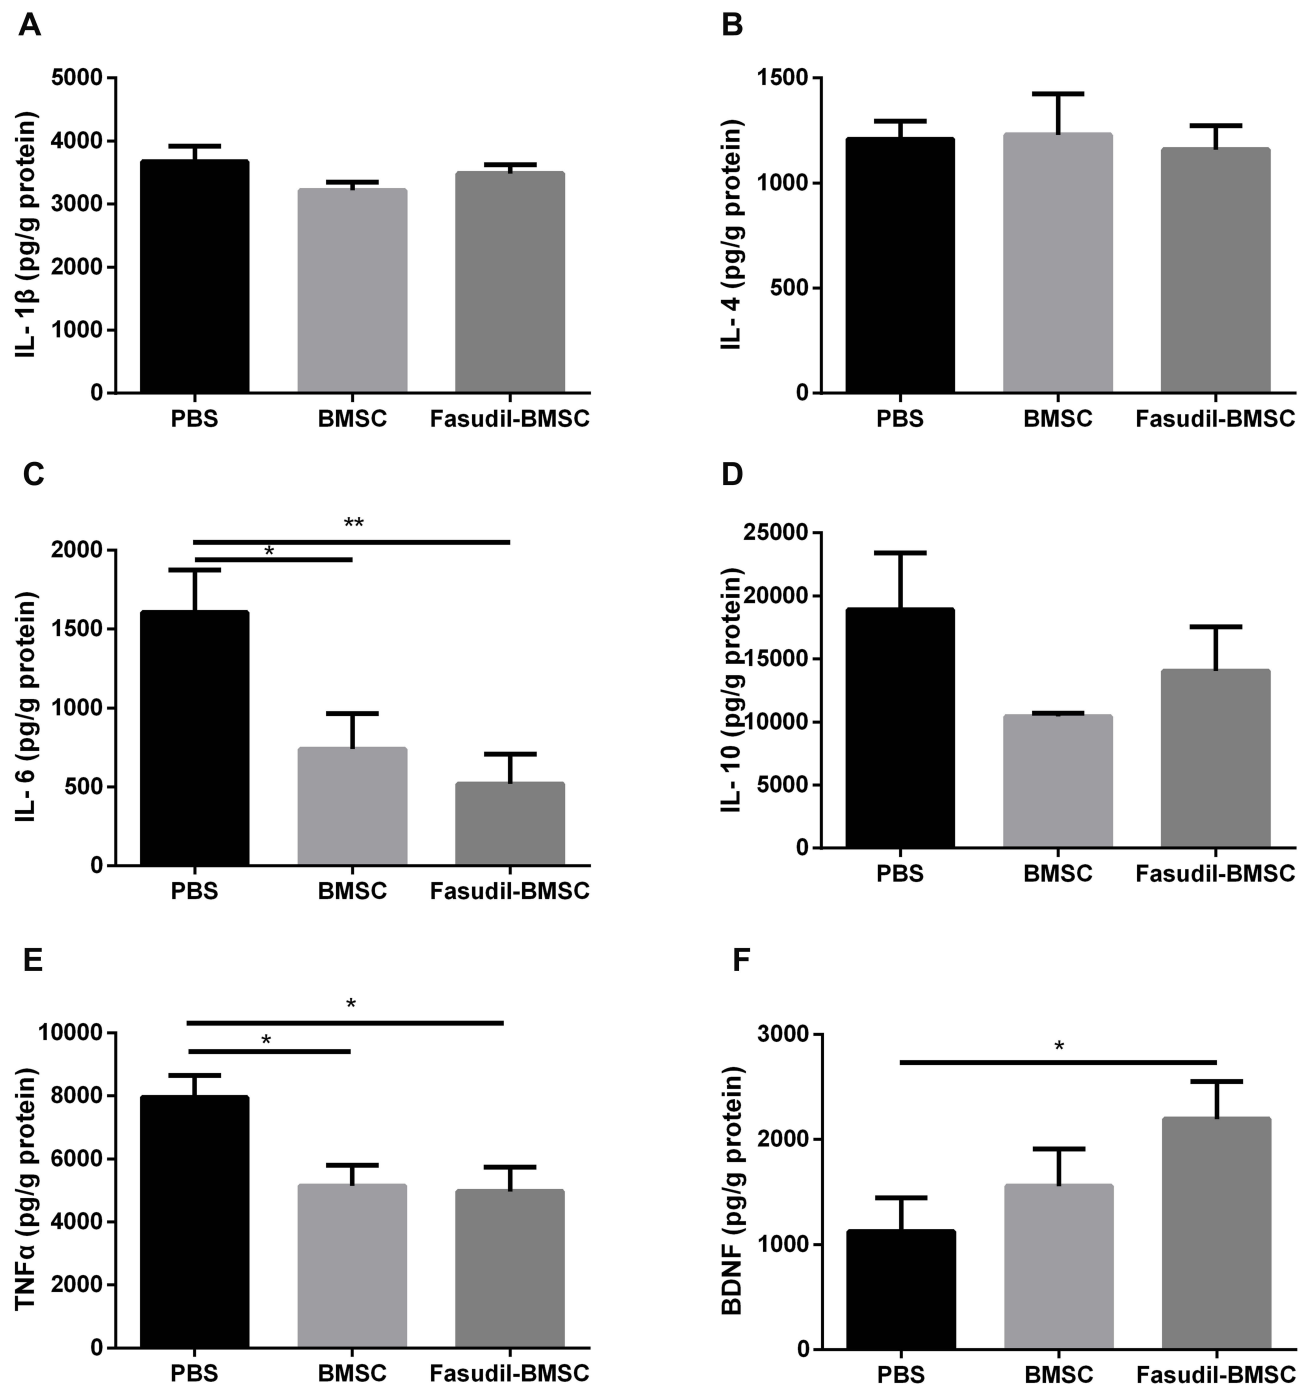 A
IL- 1β (pg/g protein)
5000
4000
3000
2000
1000
0
PBS BMSC Fasudil-BMSC
B
IL- 4 (pg/g protein)
1500
1000
500
0
PBS BMSC Fasudil-BMSC
C
IL- 6 (pg/g protein)
**
*
2000
1500
1000
500
0
PBS BMSC Fasudil-BMSC
D
IL- 10 (pg/g protein)
25000
20000
15000
10000
5000
0
PBS BMSC Fasudil-BMSC
E
TNFα (pg/g protein)
*
*
10000
8000
6000
4000
2000
0
PBS BMSC Fasudil-BMSC
F
BDNF (pg/g protein)
*
3000
2000
1000
0
PBS BMSC Fasudil-BMSC